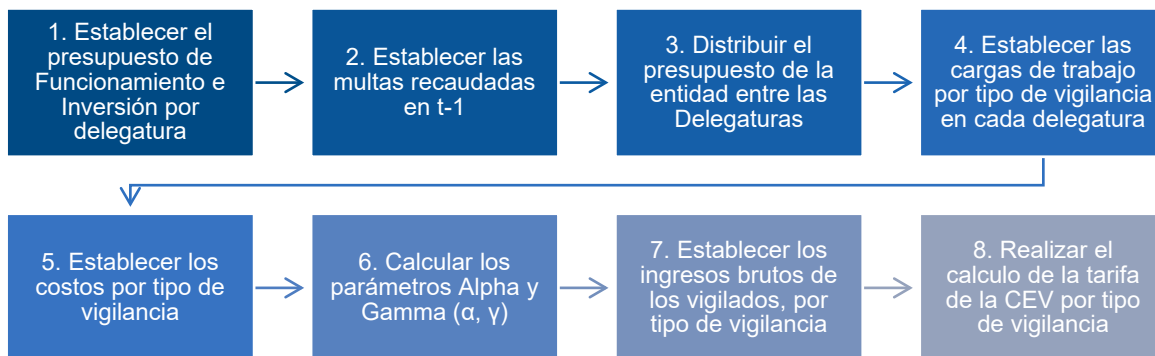 1. Establecer el
presupuesto de
Funcionamiento e
Inversión por
delegatura
2. Establecer las
multas recaudadas
en t-1
3. Distribuir el
presupuesto de la
entidad entre las
Delegaturas
4. Establecer las
cargas de trabajo
por tipo de vigilancia
en cada delegatura
5. Establecer los
costos por tipo de
vigilancia
6. Calcular los
parámetros Alpha y
Gamma (α, γ)
7. Establecer los
ingresos brutos de
los vigilados, por
tipo de vigilancia
8. Realizar el
calculo de la tarifa
de la CEV por tipo
de vigilancia